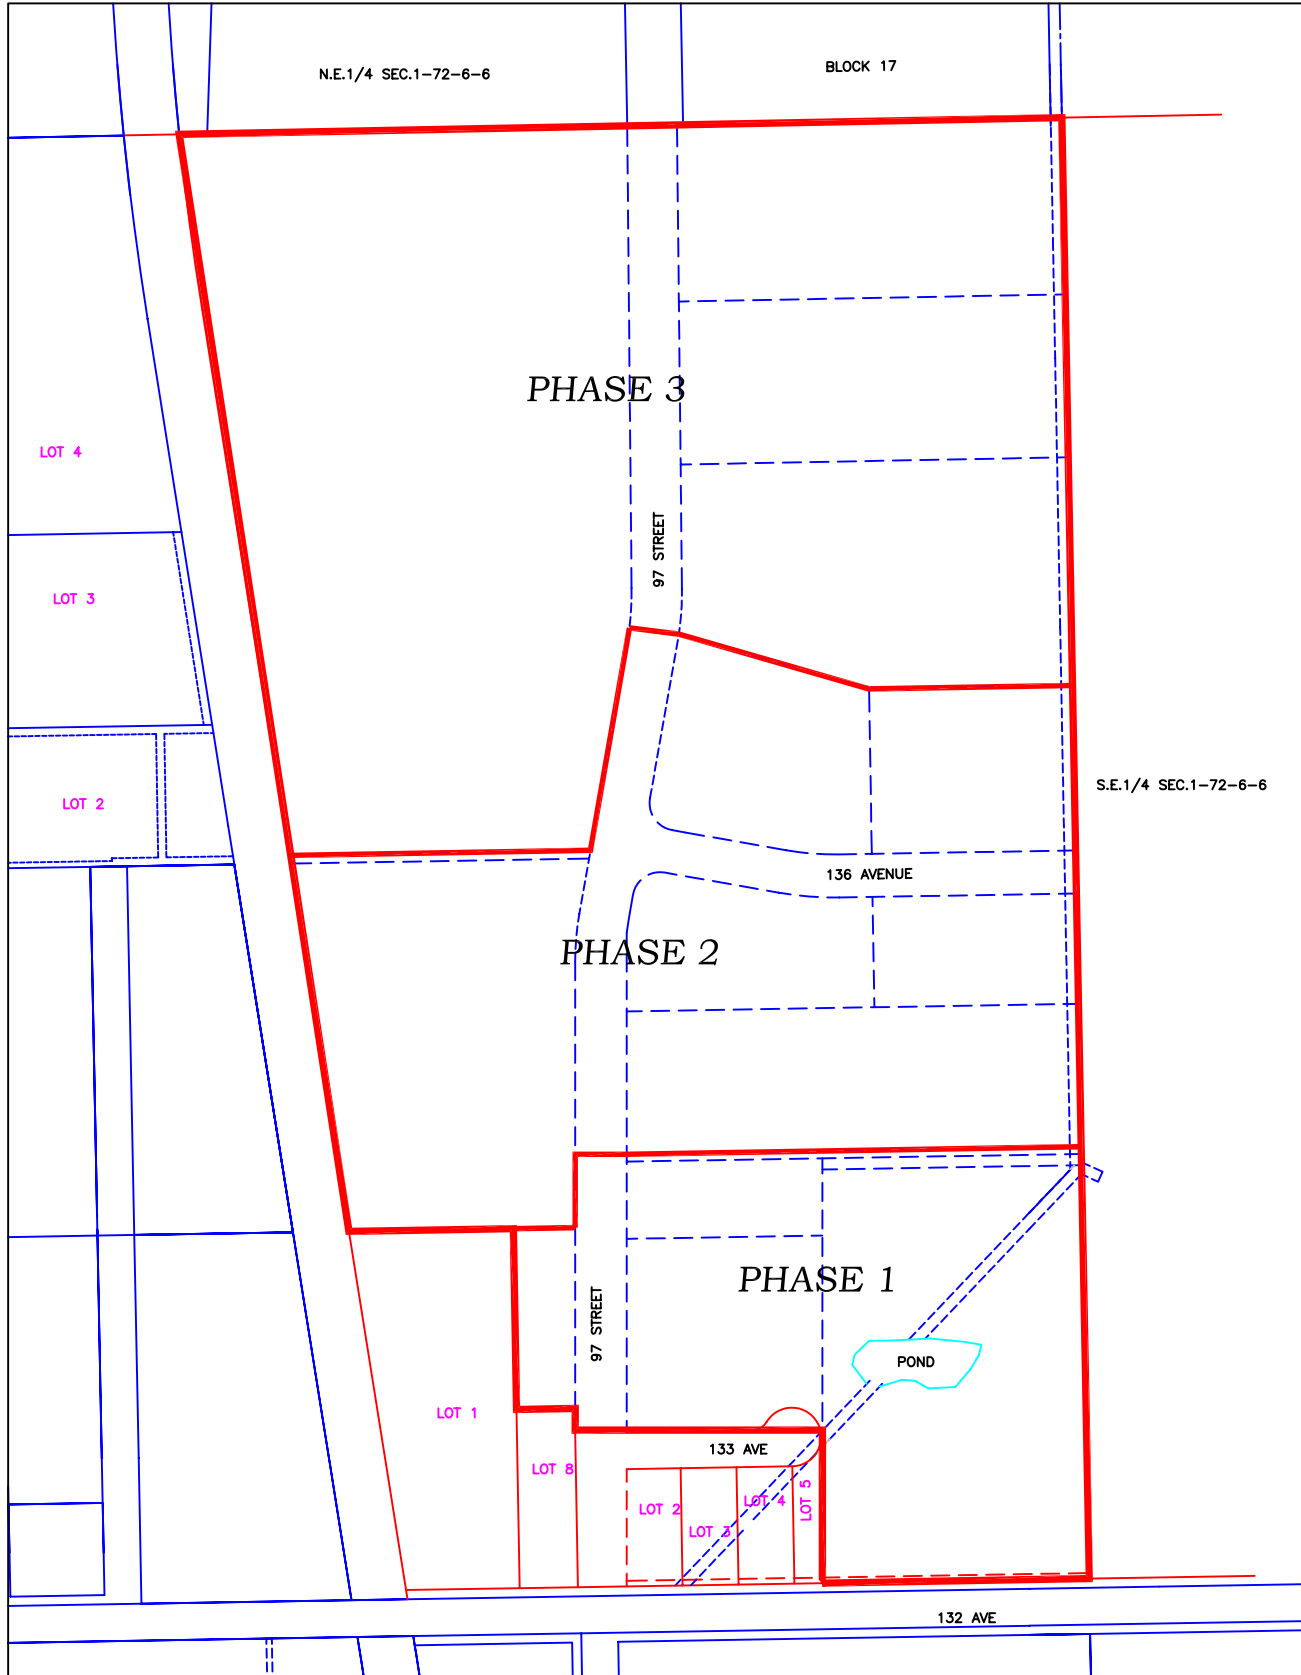 N.E.1/4 SEC.1-72-6-6
BLOCK 17
PHASE 3
LOT 4
97 STREET
LOT 3
S.E.1/4 SEC.1-72-6-6
LOT 2
136 AVENUE
PHASE 2
PHASE 1
97 STREET
POND
LOT 1
133 AVE
LOT 8
LOT 2
LOT 3
LOT 4
LOT 5
132 AVE